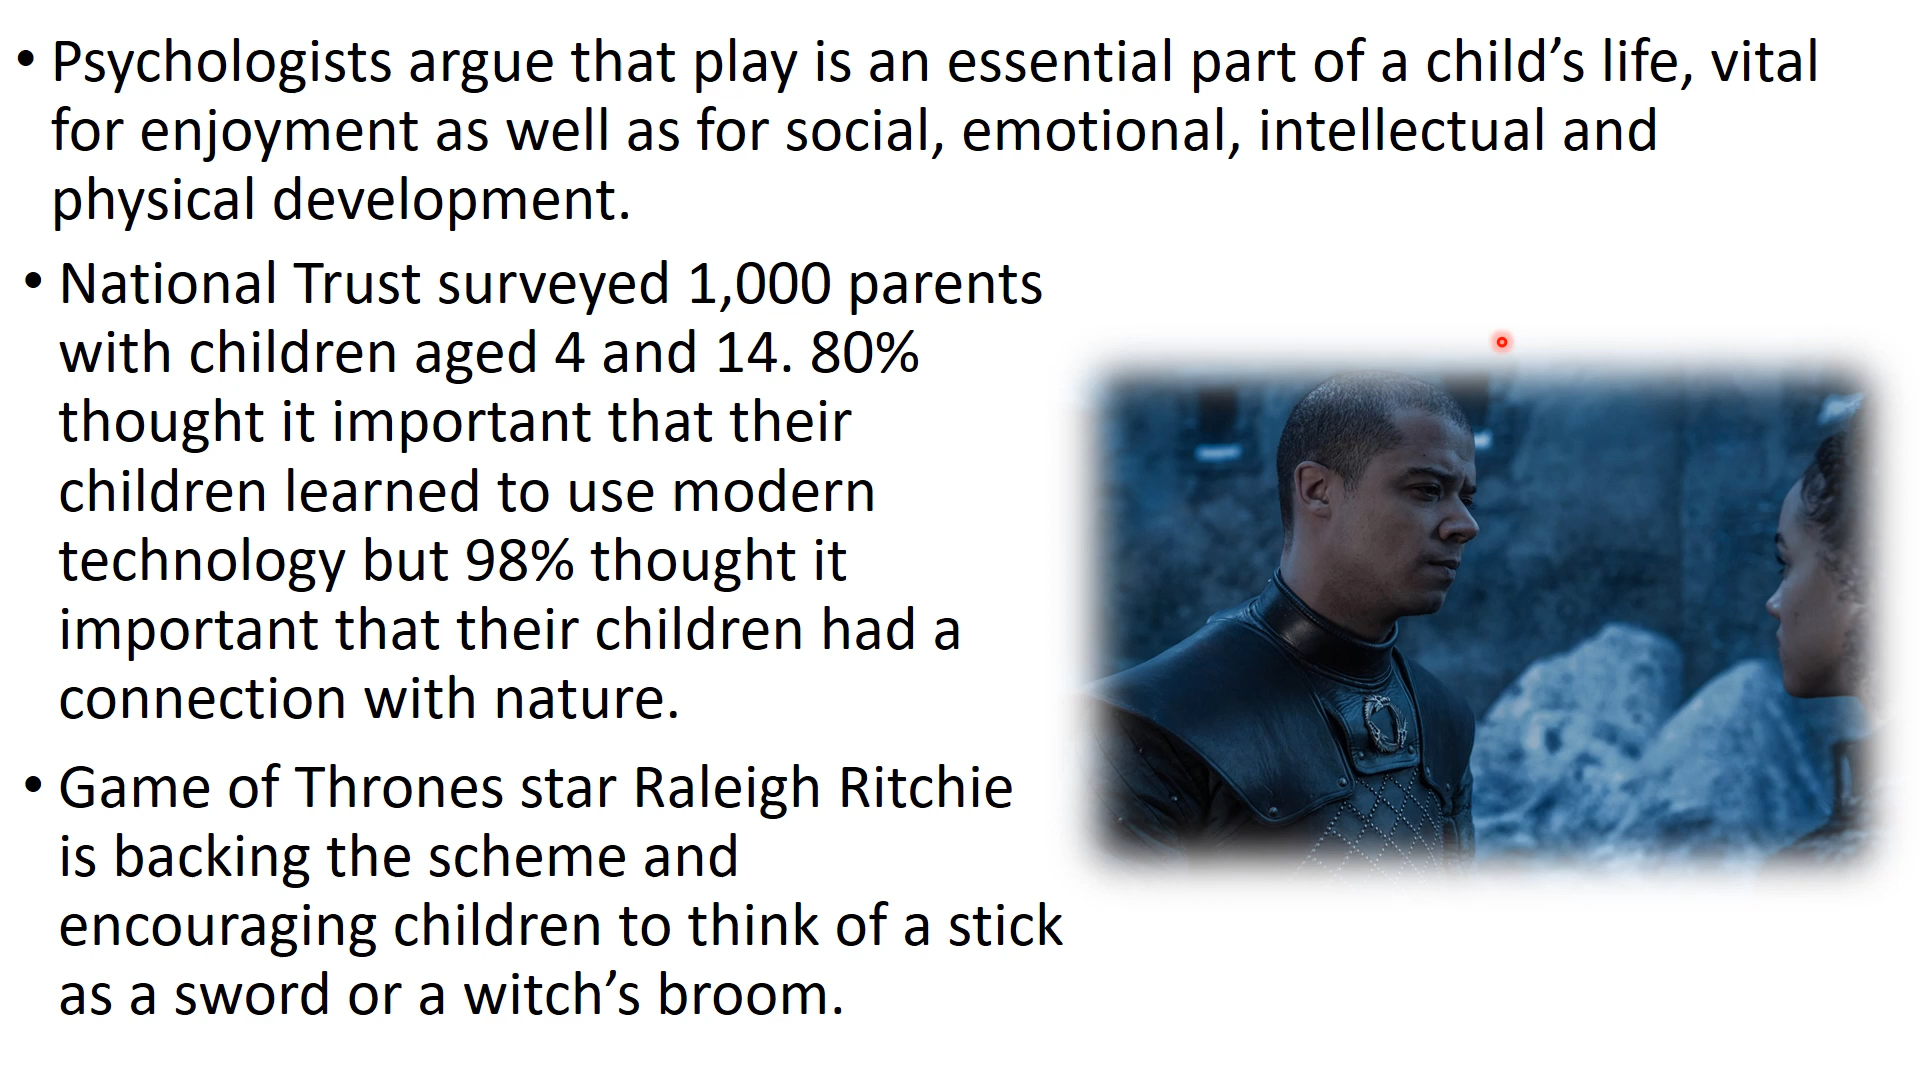 • Psychologists argue that play is an essential part of a child’s life, vital
for enjoyment as well as for social, emotional, intellectual and
physical development.
• National Trust surveyed 1,000 parents
with children aged 4 and 14. 80%
thought it important that their
children learned to use modern
technology but 98% thought it
important that their children had a
connection with nature.
• Game of Thrones star Raleigh Ritchie
is backing the scheme and
encouraging children to think of a stick
as a sword or a witch’s broom.